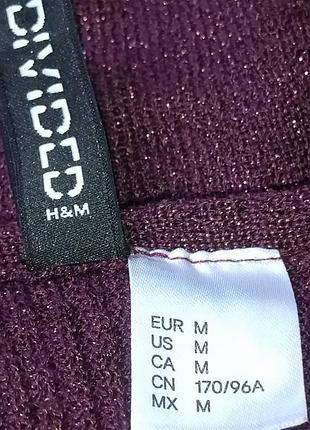 DIVIDED
H&M
EUR M
US M
CA M
CN 170/96A
MX M